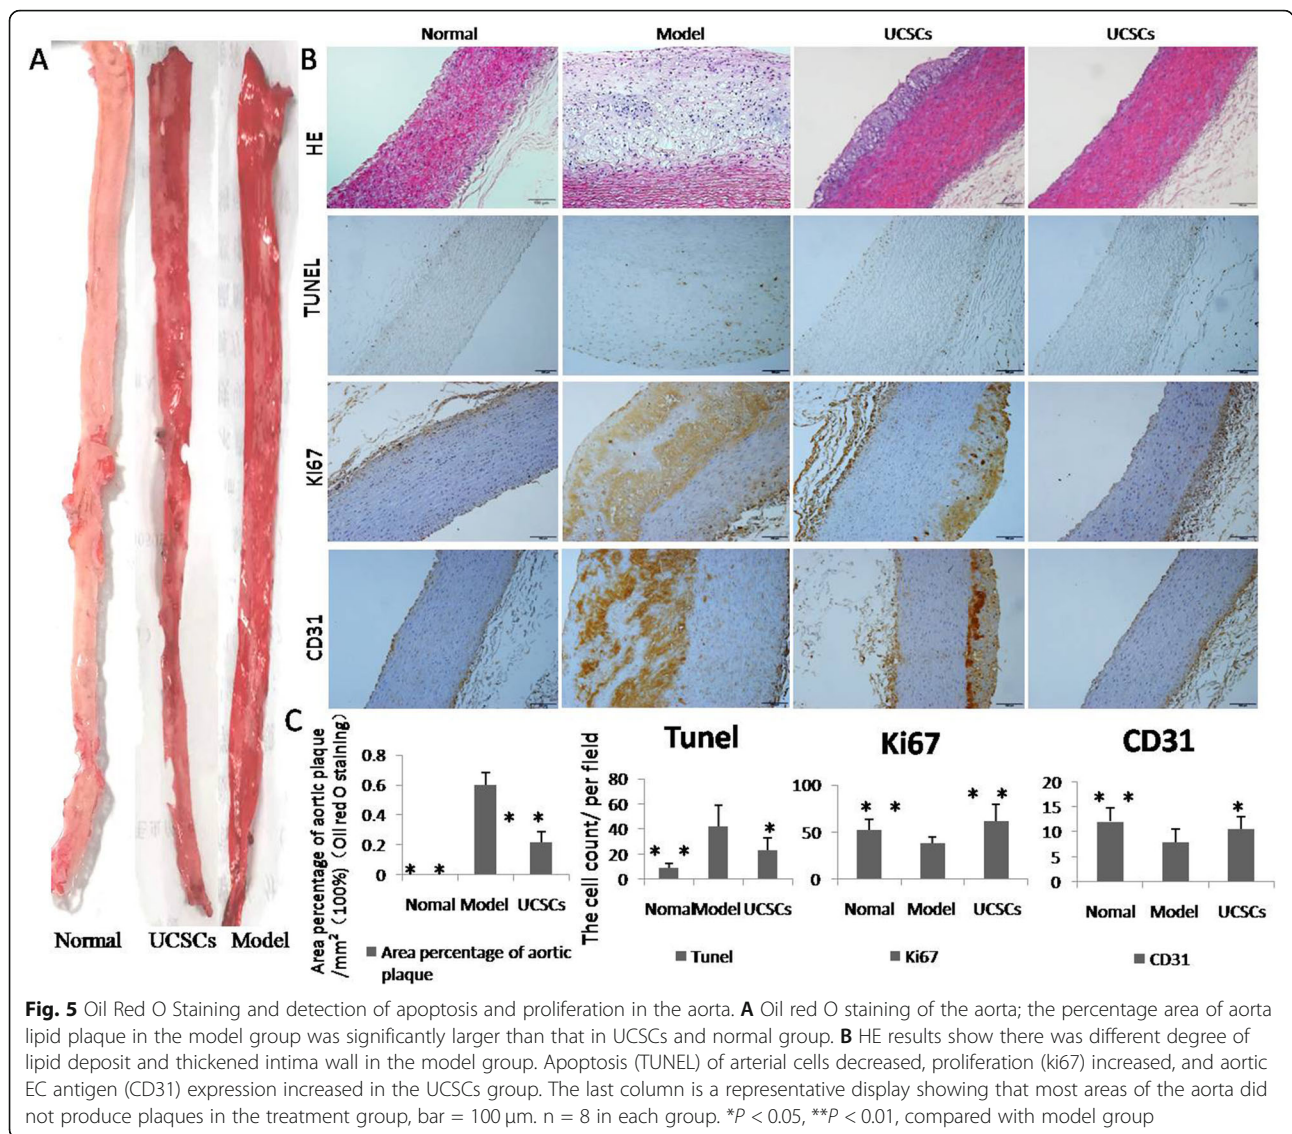 A
B
Normal Model UCSCs UCSCs
HE
TUNEL
KI67
CD31
Normal UCSCs Model
C
Area percentage of aortic plaque
/mm² (100%) (Oll red O staining)
0.8
0.6
0.4
0.2
0
* *
* *
Nomal Model UCSCs
Area percentage of aortic
plaque
Tunel
The cell count/ per field
80
60
40
20
0
* *
*
Nomal Model UCSCs
Tunel
Ki67
100
50
0
* *
* *
Nomal Model UCSCs
Ki67
CD31
20
15
10
5
0
* *
*
Nomal Model UCSCs
CD31
Fig. 5 Oil Red O Staining and detection of apoptosis and proliferation in the aorta. A Oil red O staining of the aorta; the percentage area of aorta
lipid plaque in the model group was significantly larger than that in UCSCs and normal group. B HE results show there was different degree of
lipid deposit and thickened intima wall in the model group. Apoptosis (TUNEL) of arterial cells decreased, proliferation (ki67) increased, and aortic
EC antigen (CD31) expression increased in the UCSCs group. The last column is a representative display showing that most areas of the aorta did
not produce plaques in the treatment group, bar = 100 μm. n = 8 in each group. *P < 0.05, **P < 0.01, compared with model group